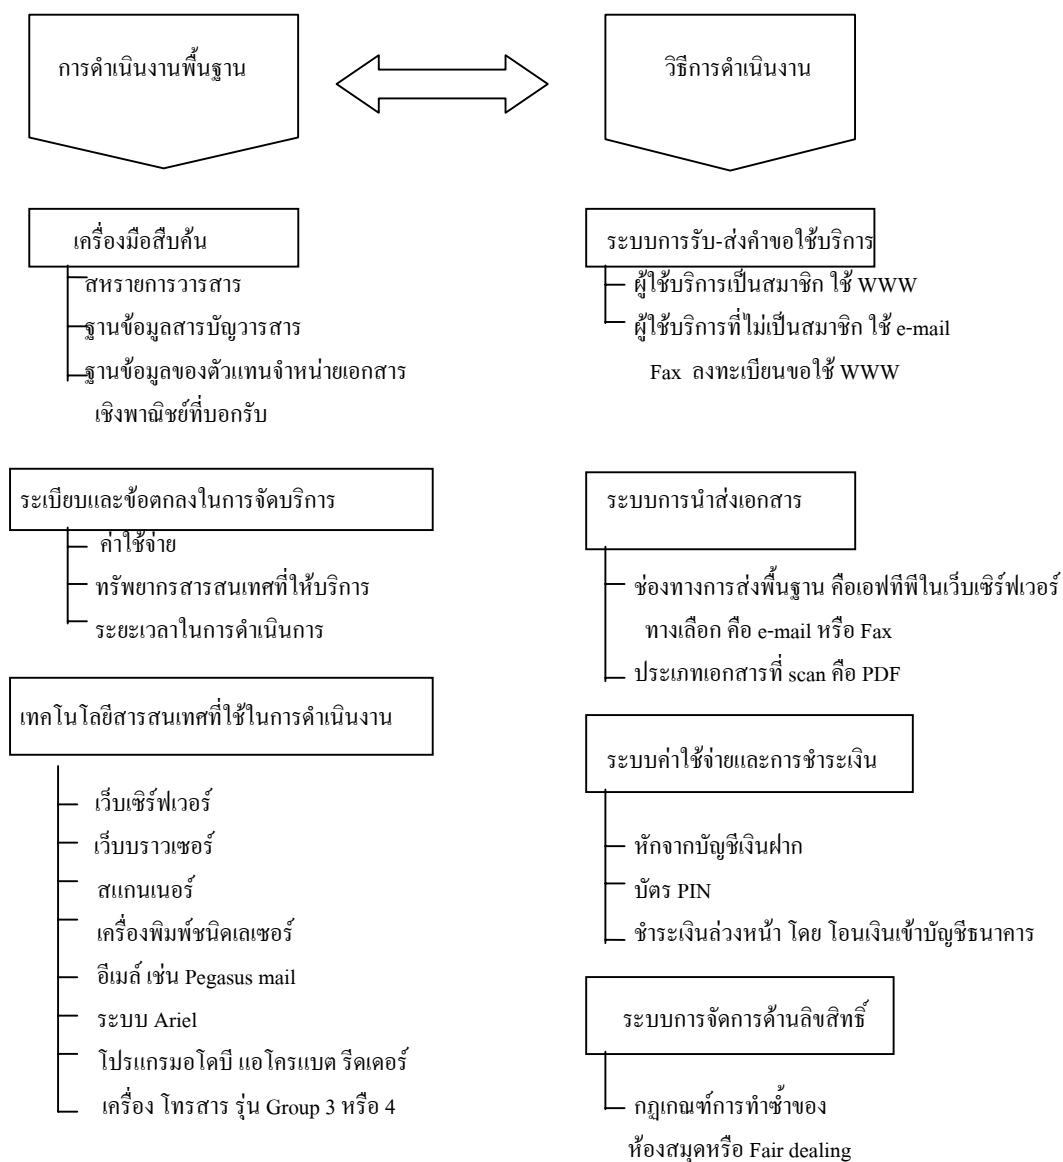 การดำเนินงานพื้นฐาน
วิธีการดำเนินงาน
เครื่องมือสืบค้น
สหรายการวารสาร
ฐานข้อมูลสารบัญวารสาร
ฐานข้อมูลของตัวแทนจำหน่ายเอกสาร
เชิงพาณิชย์ที่บอกรับ
ระเบียบและข้อตกลงในการจัดบริการ
ค่าใช้จ่าย
ทรัพยากรสารสนเทศที่ให้บริการ
ระยะเวลาในการดำเนินการ
เทคโนโลยีสารสนเทศที่ใช้ในการดำเนินงาน
เว็บเซิร์ฟเวอร์
เว็บบราวเซอร์
สแกนเนอร์
เครื่องพิมพ์ชนิดเลเซอร์
อีเมล์ เช่น Pegasus mail
ระบบ Ariel
โปรแกรมอโดบี แอโครแบต รีดเดอร์
เครื่อง โทรสาร รุ่น Group 3 หรือ 4
ระบบการรับ-ส่งคำขอใช้บริการ
ผู้ใช้บริการเป็นสมาชิก ใช้ WWW
ผู้ใช้บริการที่ไม่เป็นสมาชิก ใช้ e-mail
Fax ลงทะเบียนขอใช้ WWW
ระบบการนำส่งเอกสาร
ช่องทางการส่งพื้นฐาน คือเอฟทีพีในเว็บเซิร์ฟเวอร์
ทางเลือก คือ e-mail หรือ Fax
ประเภทเอกสารที่ scan คือ PDF
ระบบค่าใช้จ่ายและการชำระเงิน
หักจากบัญชีเงินฝาก
บัตร PIN
ชำระเงินล่วงหน้า โดย โอนเงินเข้าบัญชีธนาคาร
ระบบการจัดการด้านลิขสิทธิ์
กฎเกณฑ์การทำซ้ำของ
ห้องสมุดหรือ Fair dealing